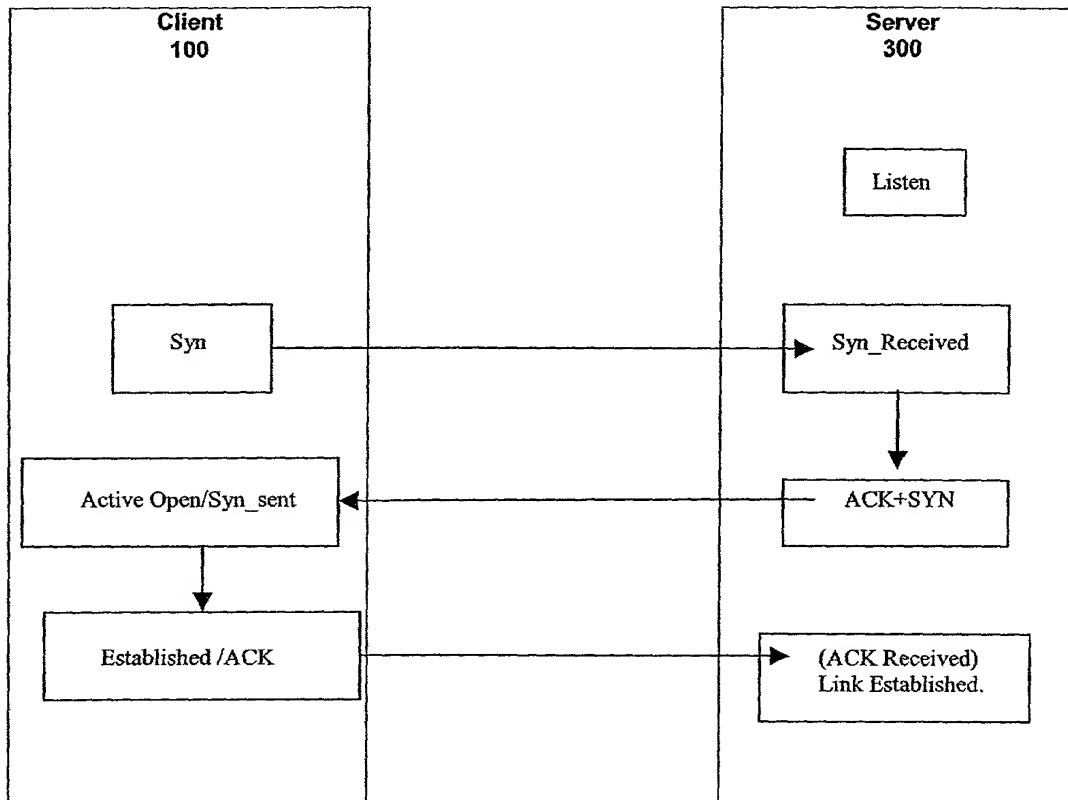 Client
100
Server
300
Listen
Syn
Syn_Received
Active Open/Syn_sent
ACK+SYN
Established /ACK
(ACK Received)
Link Established.